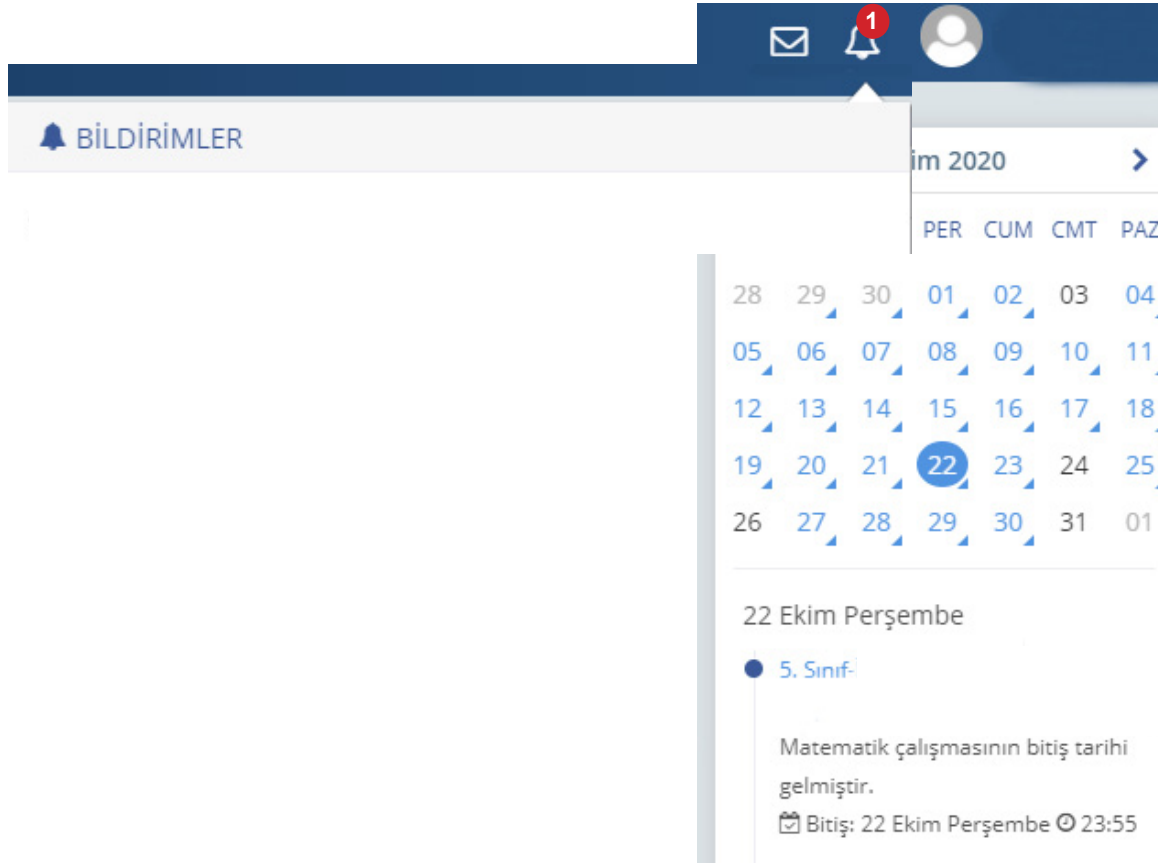 1
BİLDİRİMLER
im 2020
PER CUM CMT PAZ
28 29 30 01 02 03 04
05 06 07 08 09 10 11
12 13 14 15 16 17 18
19 20 21 22 23 24 25
26 27 28 29 30 31 01
22 Ekim Perşembe
5. Sınıf-
Matematik çalışmasının bitiş tarihi
gelmiştir.
Bitiş: 22 Ekim Perşembe 23:55